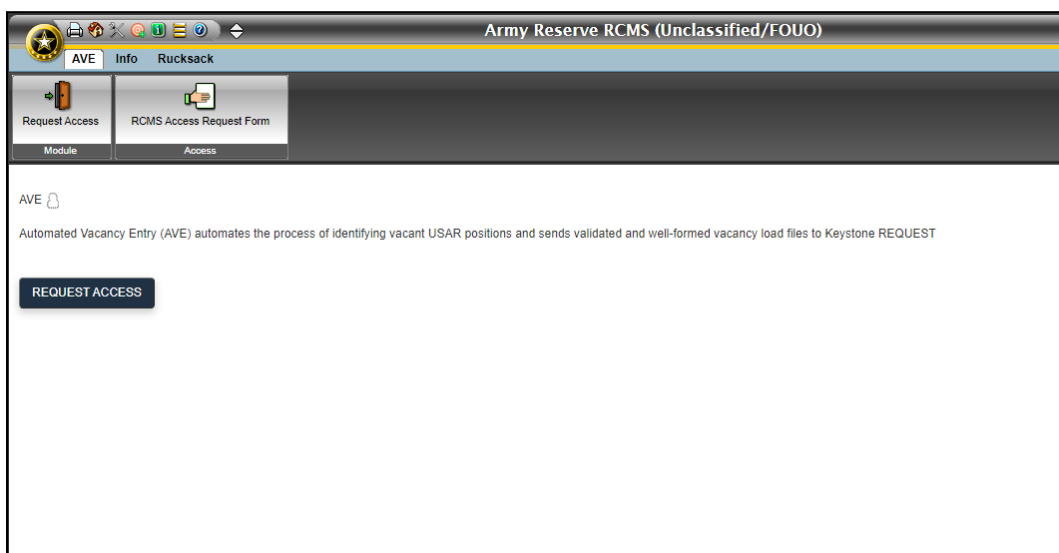 Army Reserve RCMS (Unclassified/FOUO)
AVE Info Rucksack
Request Access RCMS Access Request Form
Module Access
AVE
Automated Vacancy Entry (AVE) automates the process of identifying vacant USAR positions and sends validated and well-formed vacancy load files to Keystone REQUEST
REQUEST ACCESS